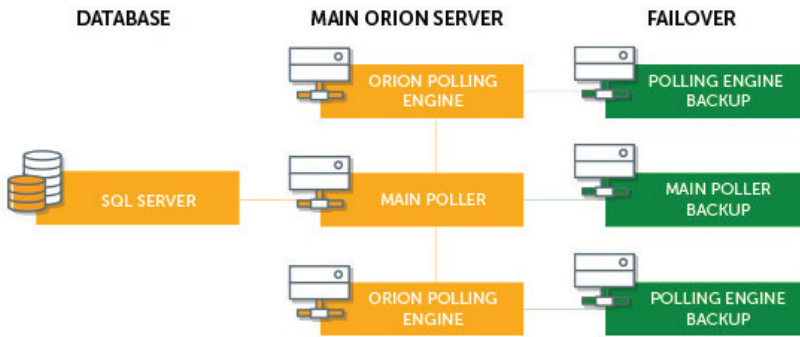 DATABASE
MAIN ORION SERVER
FAILOVER
ORION POLLING
ENGINE
POLLING ENGINE
BACKUP
SQL SERVER
MAIN POLLER
MAIN POLLER
BACKUP
ORION POLLING
ENGINE
POLLING ENGINE
BACKUP